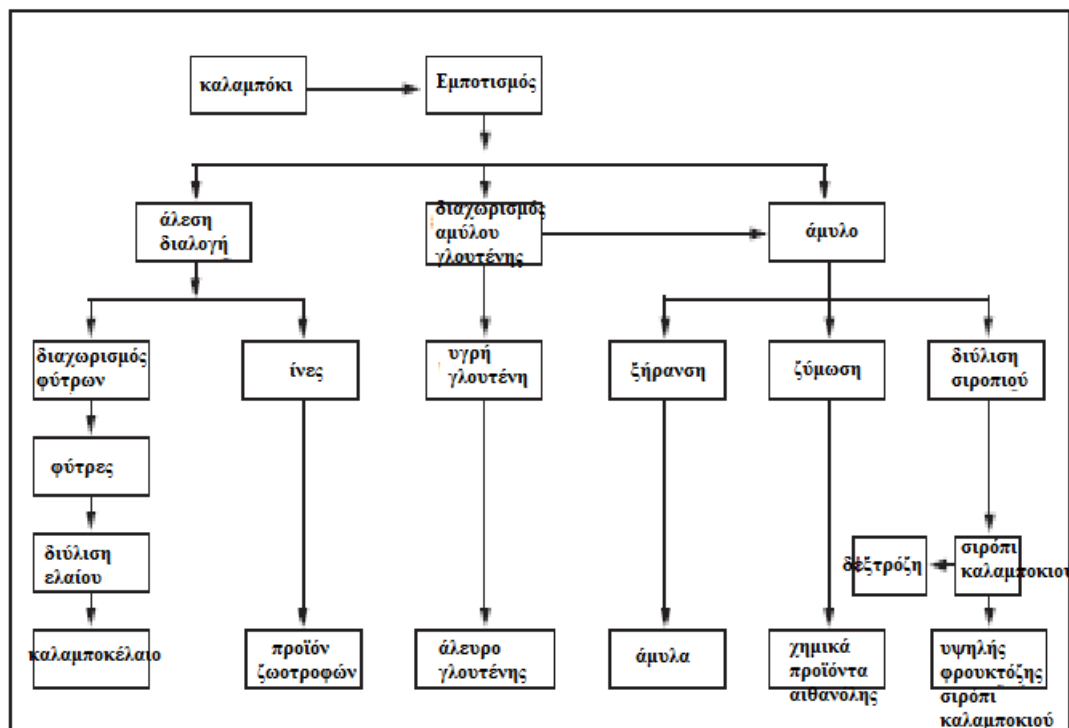 καλαμπόκι
Εμποτισμός
άλεση
διαλογή
διαχωρισμός
αμύλου
γλουτένης
άμυλο
διαχωρισμός
φύτρων
ίνες
υγρή
γλουτένη
ξήρανση
ζύμωση
διύλιση
σιροπιού
φύτρες
διύλιση
ελαίου
δεξτρόζη
σιρόπι
καλαμποκιού
καλαμποκέλαιο
προϊόν
ζωοτροφών
άλευρο
γλουτένης
άμυλα
χημικά
προϊόντα
αιθανόλης
υψηλής
φρουκτόζης
σιρόπι
καλαμποκιού